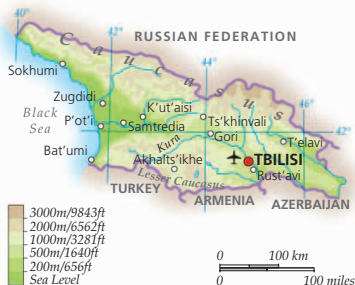 40°
42°
44°
46°
42°
RUSSIAN FEDERATION
Caucasus
Sokhumi
Zugdidi
Black
Sea
P'ot'i
K'ut'aisi
Samtredia
Ts'khinvali
Gori
T'elavi
Kura
Bat'umi
Akhalts'ikhe
TBILISI
Rust'avi
Lesser Caucasus
TURKEY
ARMENIA
AZERBAIJAN
3000m/9843ft
2000m/6562ft
1000m/3281ft
500m/1640ft
200m/656ft
Sea Level
0 100 km
0 100 miles